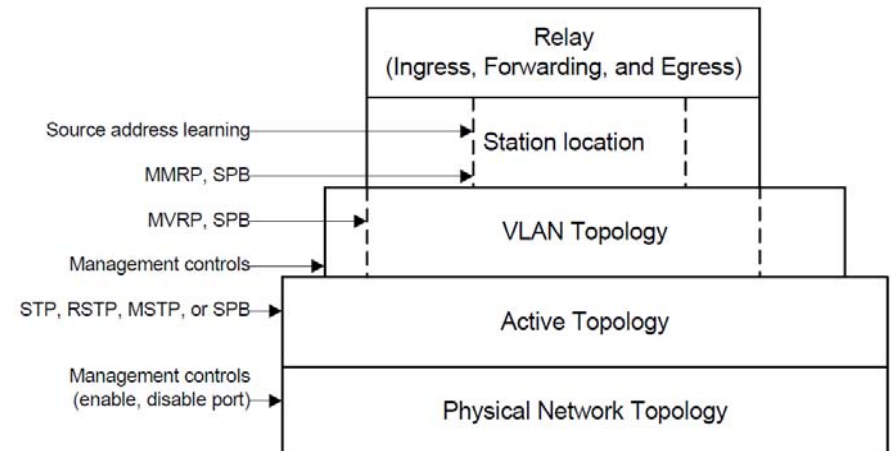 Relay
(Ingress, Forwarding, and Egress)
Source address learning
Station location
MMRP, SPB
MVRP, SPB
VLAN Topology
Management controls
STP, RSTP, MSTP, or SPB
Active Topology
Management controls
(enable, disable port)
Physical Network Topology